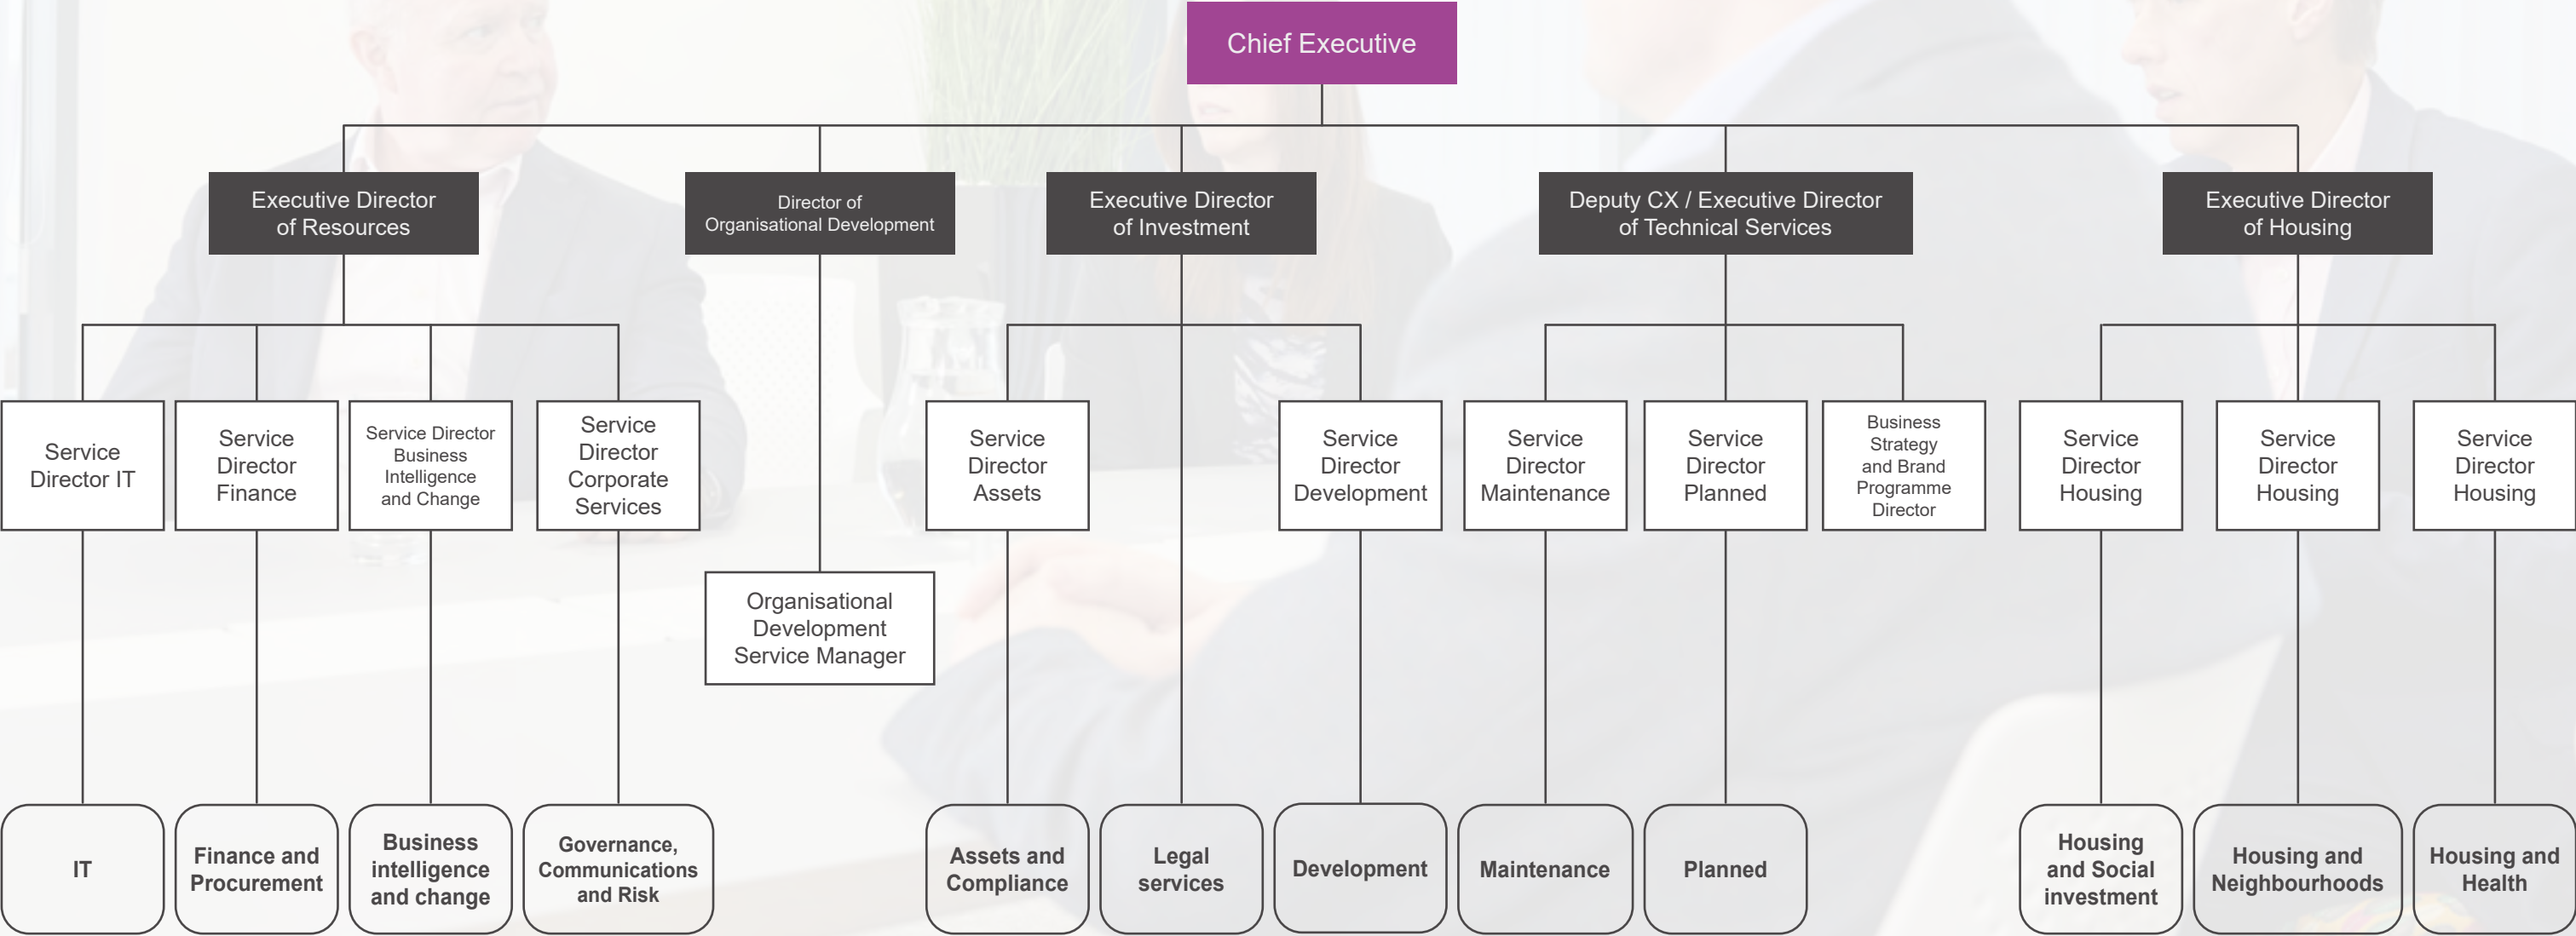 Chief Executive
Executive Director
of Resources
Director of
Organisational Development
Executive Director
of Investment
Deputy CX / Executive Director
of Technical Services
Executive Director
of Housing
Service
Director IT
Service
Director
Finance
Service Director
Business
Intelligence
and Change
Service
Director
Corporate
Services
Service
Director
Assets
Service
Director
Development
Service
Director
Maintenance
Service
Director
Planned
Business
Strategy
and Brand
Programme
Director
Service
Director
Housing
Service
Director
Housing
Service
Director
Housing
Organisational
Development
Service Manager
IT
Finance and
Procurement
Business
intelligence
and change
Governance,
Communications
and Risk
Assets and
Compliance
Legal
services
Development
Maintenance
Planned
Housing
and Social
investment
Housing and
Neighbourhoods
Housing and
Health